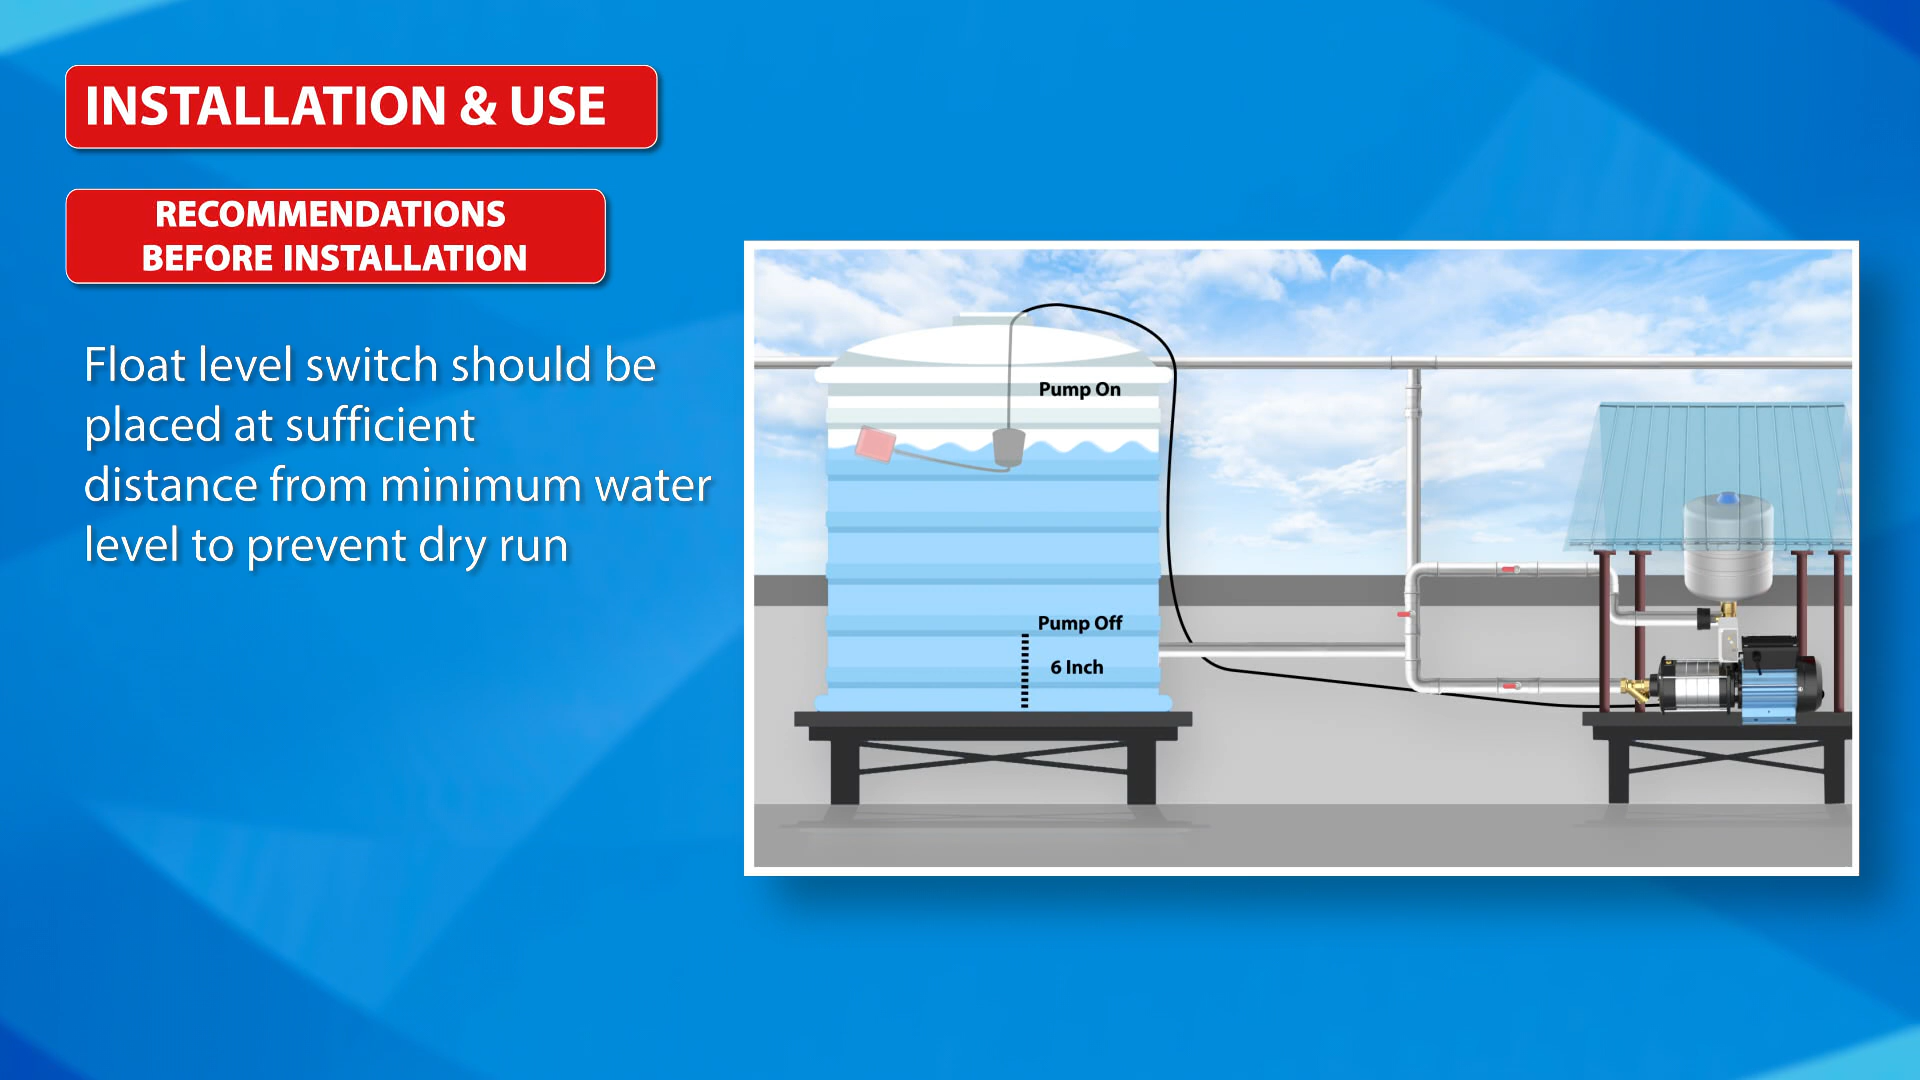 INSTALLATION & USE
RECOMMENDATIONS
BEFORE INSTALLATION
Float level switch should be
placed at sufficient
distance from minimum water
level to prevent dry run
Pump On
Pump Off
6 Inch